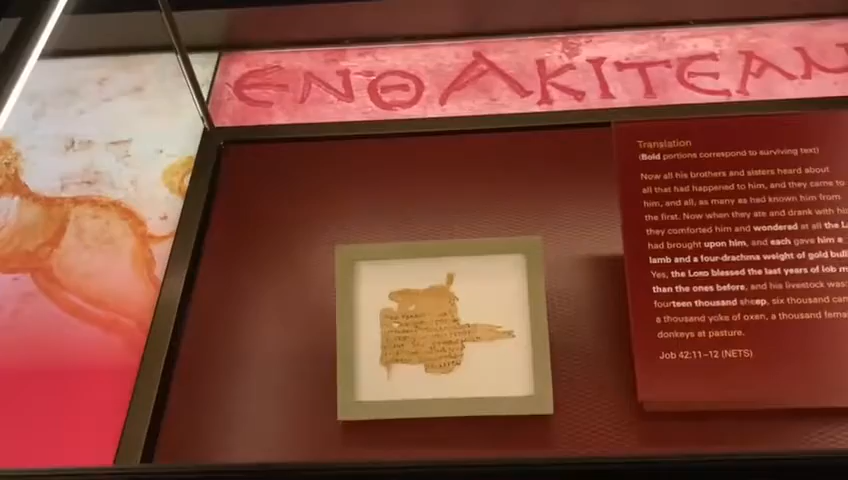 ΕΝΘΑΚΙΤΕΑΝ
Translation
(Bold portions correspond to surviving text)
Now all his brothers and sisters heard about
all that had happened to him, and they came to
him, and all, as many as had known him from
the first. Now when they ate and drank with him
they comforted him and wondered at all the
had brought upon him, and each gave him a
lamb and a four-drachma weight of gold
Yes, the LORD blessed the last years of Iob
than the ones before, and his livestock
fourteen thousand sheep, six thousand
a thousand yoke of oxen, a thousand
donkeys at pasture.
Job 42:11–12 (NETS)